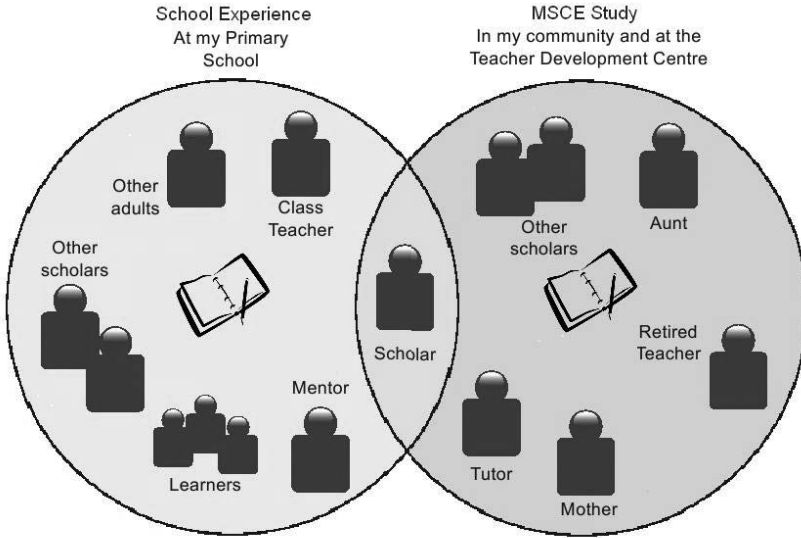 School Experience
At my Primary
School
MSCE Study
In my community and at the
Teacher Development Centre
Other
adults
Class
Teacher
Other
scholars
Aunt
Other
scholars
Scholar
Retired
Teacher
Mentor
Learners
Tutor
Mother